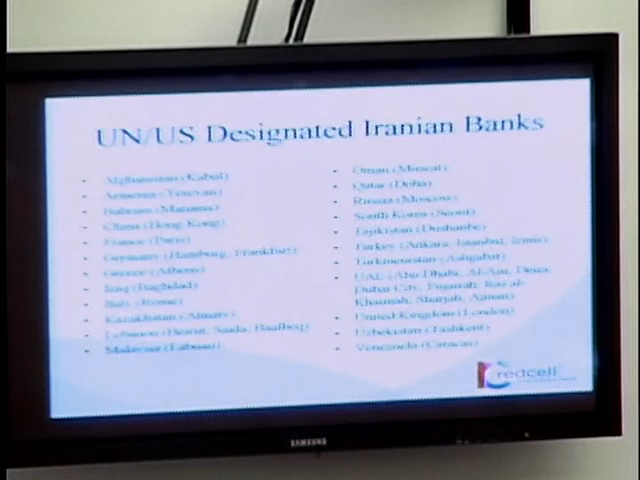 UN/US Designated Iranian Banks
- Afghanistan (Kabul)
- Armenia (Yerevan)
- Bahrain (Manama)
- China (Hong Kong)
- France (Paris)
- Germany (Hamburg, Frankfurt)
- Greece (Athens)
- Iraq (Baghdad)
- Italy (Rome)
- Kazakhstan (Almaty)
- Lebanon (Beirut, Saida, Baalbeq)
- Malaysia (Labuan)
- Oman (Muscat)
- Qatar (Doha)
- Russia (Moscow)
- South Korea (Seoul)
- Tajikistan (Dushanbe)
- Turkey (Ankara, Istanbul, Izmir)
- Turkmenistan (Ashgabat)
- UAE (Abu Dhabi, Al-Ain, Deira,
Dubai City, Fujairah, Ras al-
Khaimah, Sharjah, Ajman)
- United Kingdom (London)
- Uzbekistan (Tashkent)
- Venezuela (Caracas)
redcell
SAMSUNG